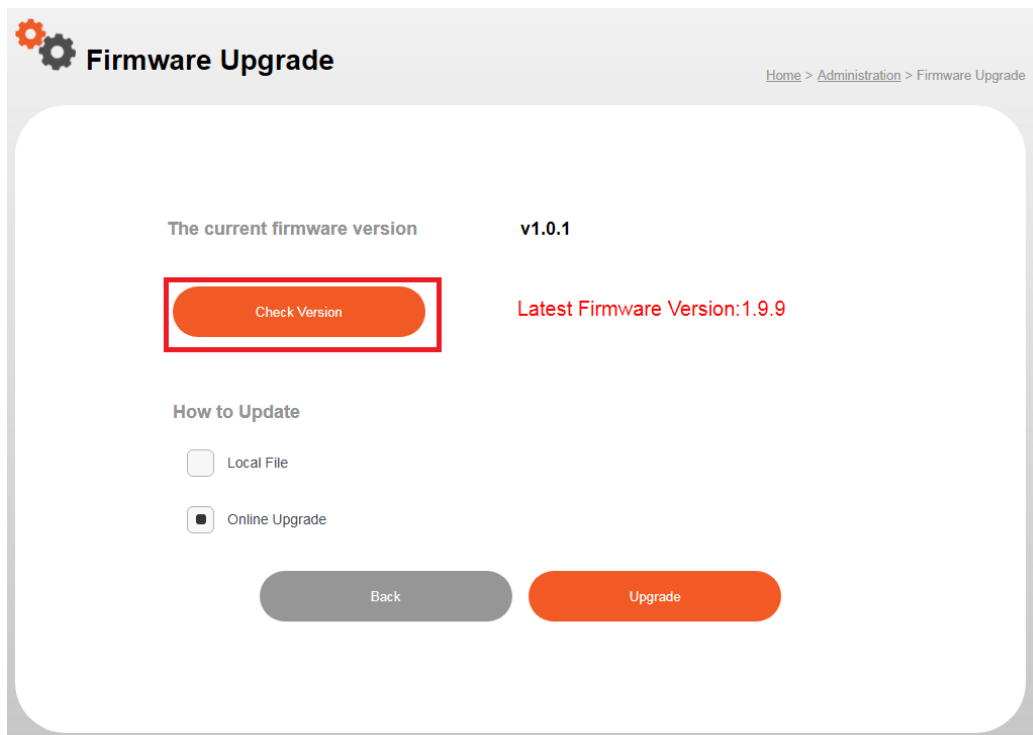 Firmware Upgrade
Home > Administration > Firmware Upgrade
The current firmware version v1.0.1
Check Version Latest Firmware Version:1.9.9
How to Update
Local File
Online Upgrade
Back Upgrade